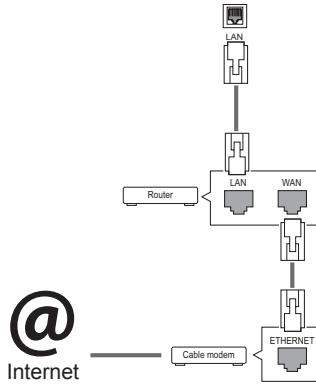 LAN
LAN WAN
Router
ETHERNET
@
Cable modem
Internet